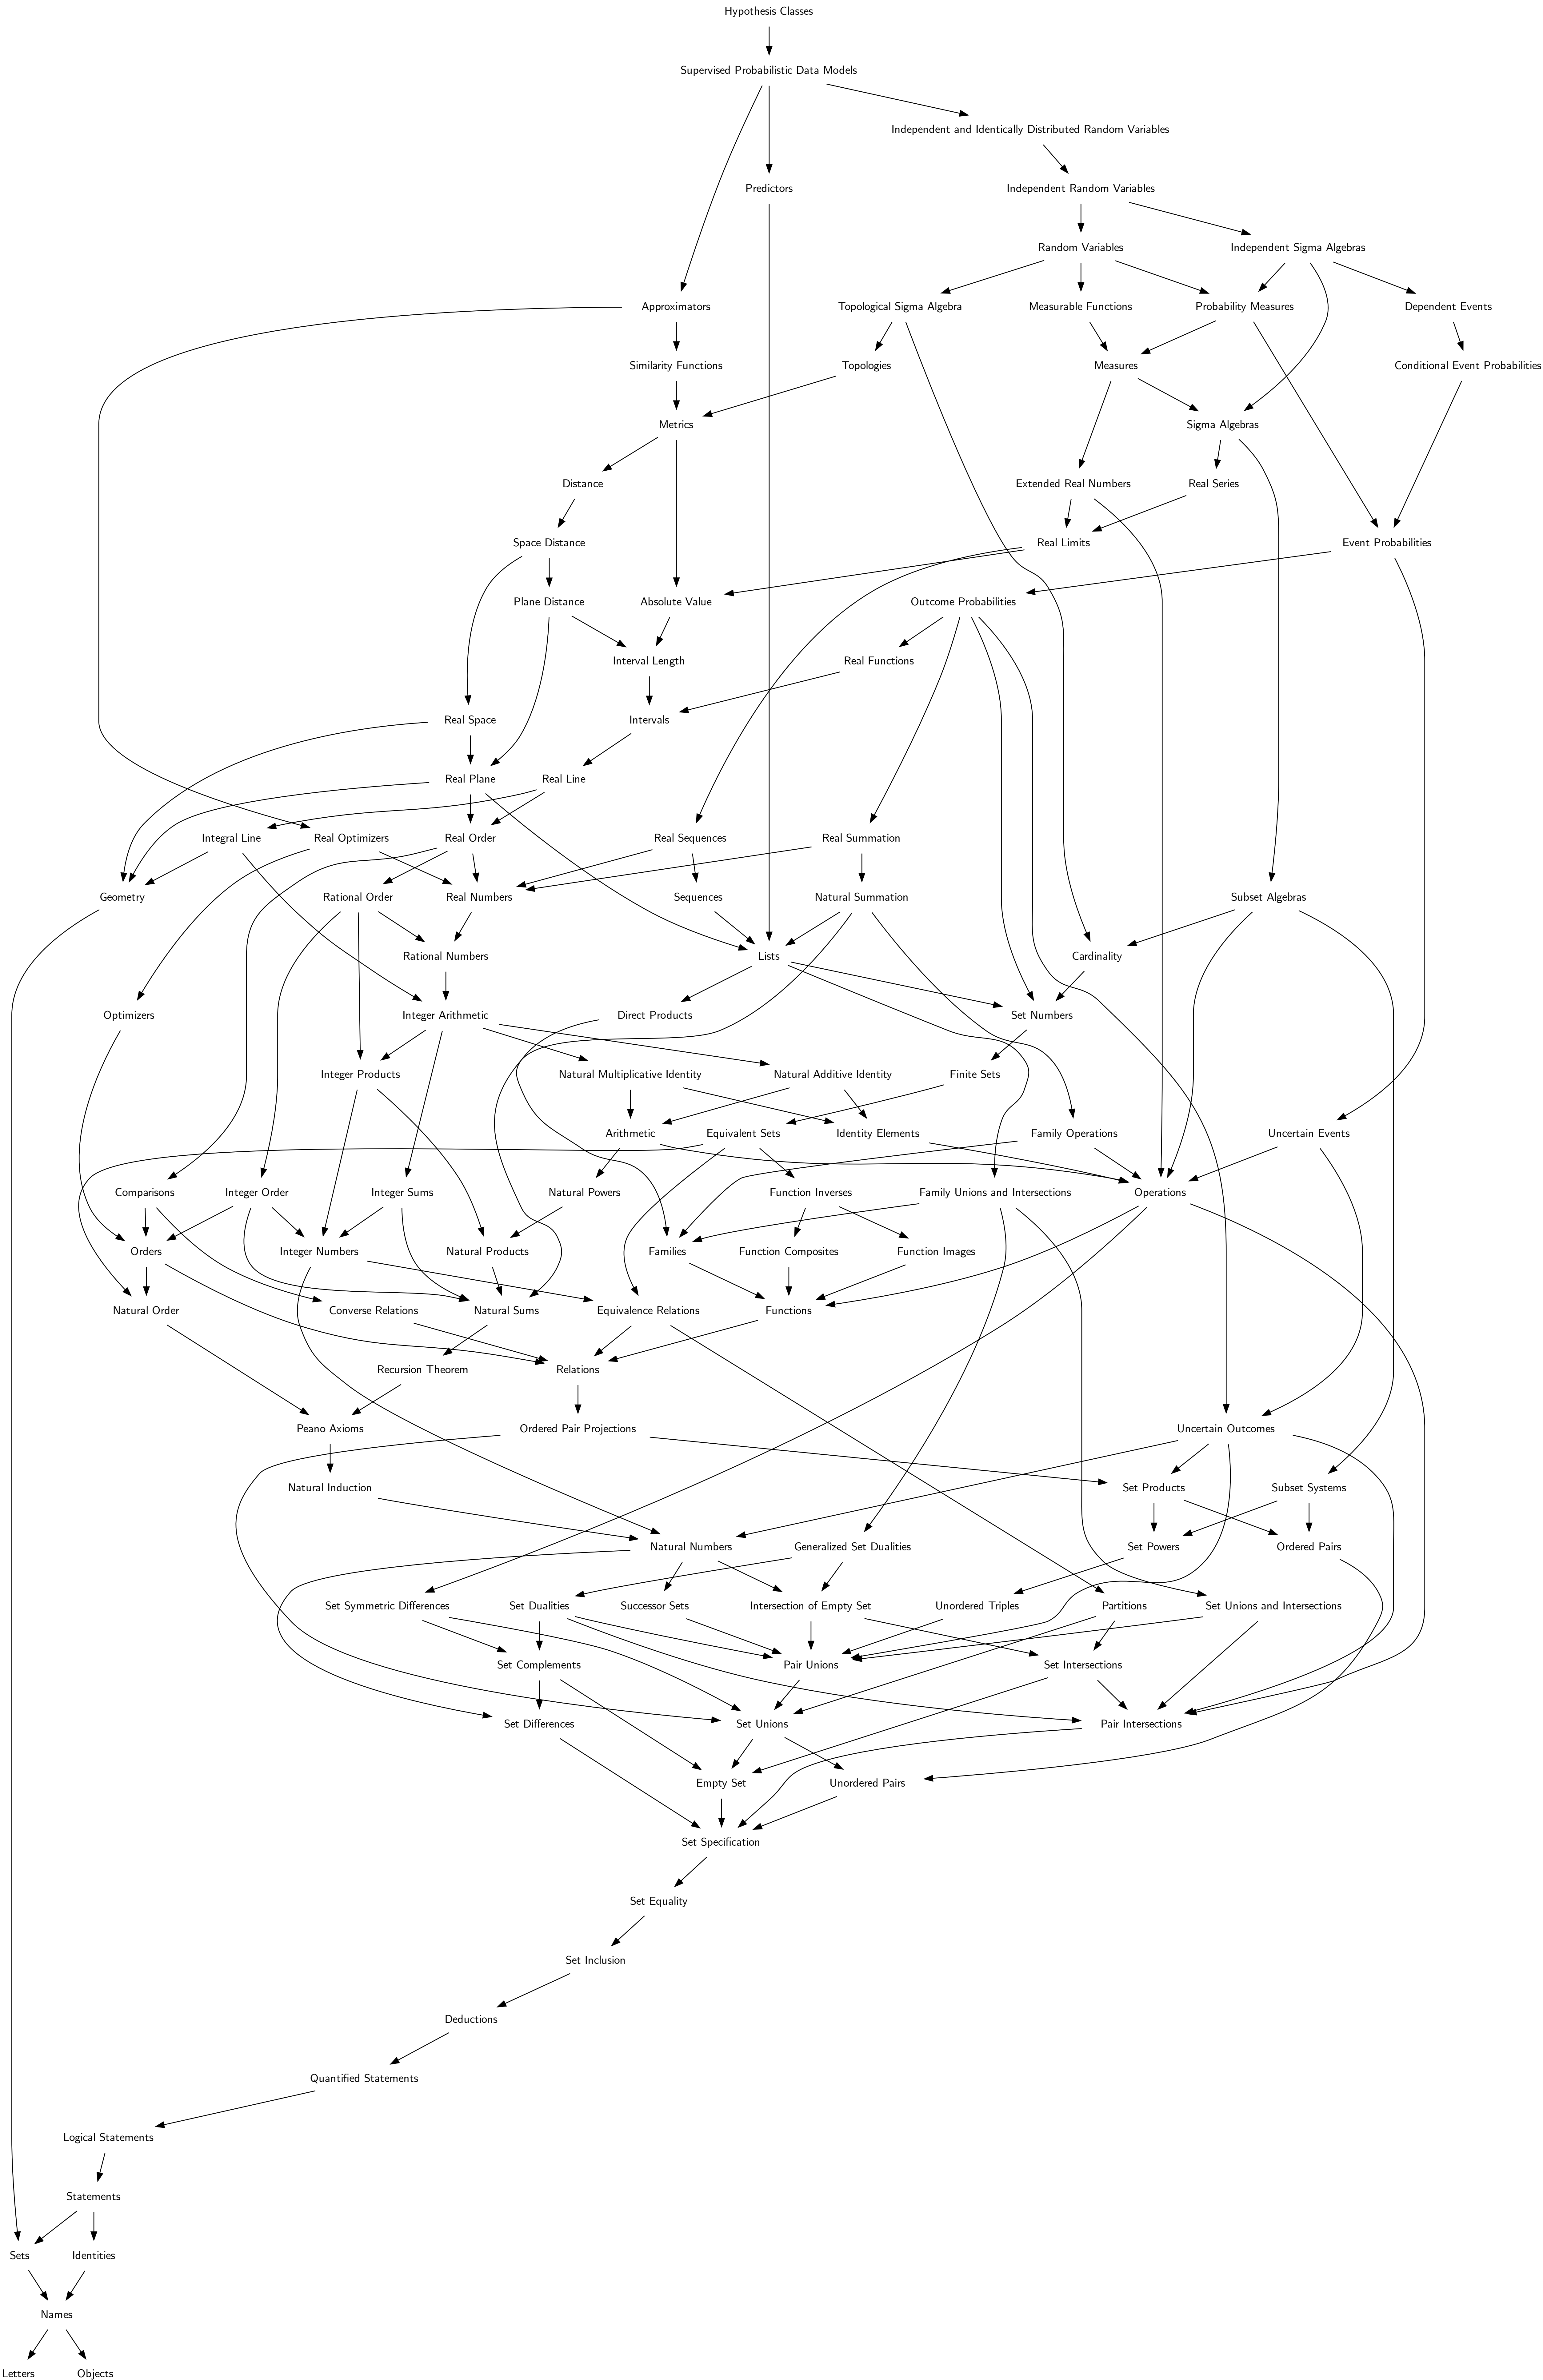 Hypothesis Classes
Supervised Probabilistic Data Models
Independent and Identically Distributed Random Variables
Predictors
Independent Random Variables
Random Variables
Independent Sigma Algebras
Approximators
Topological Sigma Algebra
Measurable Functions
Probability Measures
Dependent Events
Similarity Functions
Topologies
Measures
Conditional Event Probabilities
Metrics
Sigma Algebras
Distance
Extended Real Numbers
Real Series
Space Distance
Real Limits
Event Probabilities
Plane Distance
Absolute Value
Outcome Probabilities
Interval Length
Real Functions
Real Space
Intervals
Real Plane
Real Line
Integral Line
Real Optimizers
Real Order
Real Sequences
Real Summation
Geometry
Rational Order
Real Numbers
Sequences
Natural Summation
Subset Algebras
Rational Numbers
Lists
Cardinality
Optimizers
Integer Arithmetic
Direct Products
Set Numbers
Integer Products
Natural Multiplicative Identity
Natural Additive Identity
Finite Sets
Arithmetic
Equivalent Sets
Identity Elements
Family Operations
Uncertain Events
Comparisons
Integer Order
Integer Sums
Natural Powers
Function Inverses
Family Unions and Intersections
Operations
Orders
Integer Numbers
Natural Products
Families
Function Composites
Function Images
Natural Order
Converse Relations
Natural Sums
Equivalence Relations
Functions
Recursion Theorem
Relations
Peano Axioms
Ordered Pair Projections
Uncertain Outcomes
Natural Induction
Set Products
Subset Systems
Natural Numbers
Generalized Set Dualities
Set Powers
Ordered Pairs
Set Symmetric Differences
Set Dualities
Successor Sets
Intersection of Empty Set
Unordered Triples
Partitions
Set Unions and Intersections
Set Complements
Pair Unions
Set Intersections
Set Differences
Set Unions
Pair Intersections
Empty Set
Unordered Pairs
Set Specification
Set Equality
Set Inclusion
Deductions
Quantified Statements
Logical Statements
Statements
Sets
Identities
Names
Letters
Objects